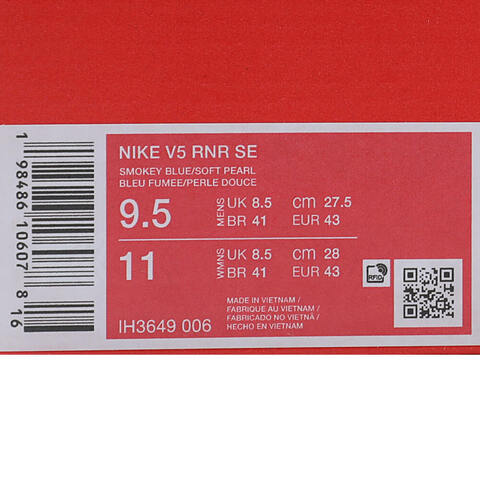 NIKE V5 RNR SE
SMOKEY BLUE/SOFT PEARL
BLEU FUMEE/PERLE DOUCE
9.5 MENS UK 8.5 cm 27.5
BR 41 EUR 43
11 WMNS UK 8.5 cm 28
BR 41 EUR 43
RFID
MADE IN VIETNAM /
FABRIQUE AU VIETNAM /
FABRICADO NO VIETNÃ /
HECHO EN VIETNAM
IH3649 006
1 98486 10607 8 16